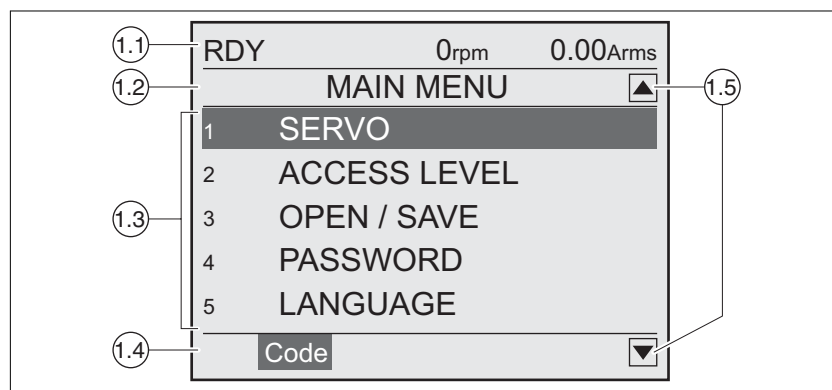 1.1 RDY 0rpm 0.00Arms
1.2 MAIN MENU 1.5
1 SERVO
2 ACCESS LEVEL
1.3 3 OPEN / SAVE
4 PASSWORD
5 LANGUAGE
1.4 Code